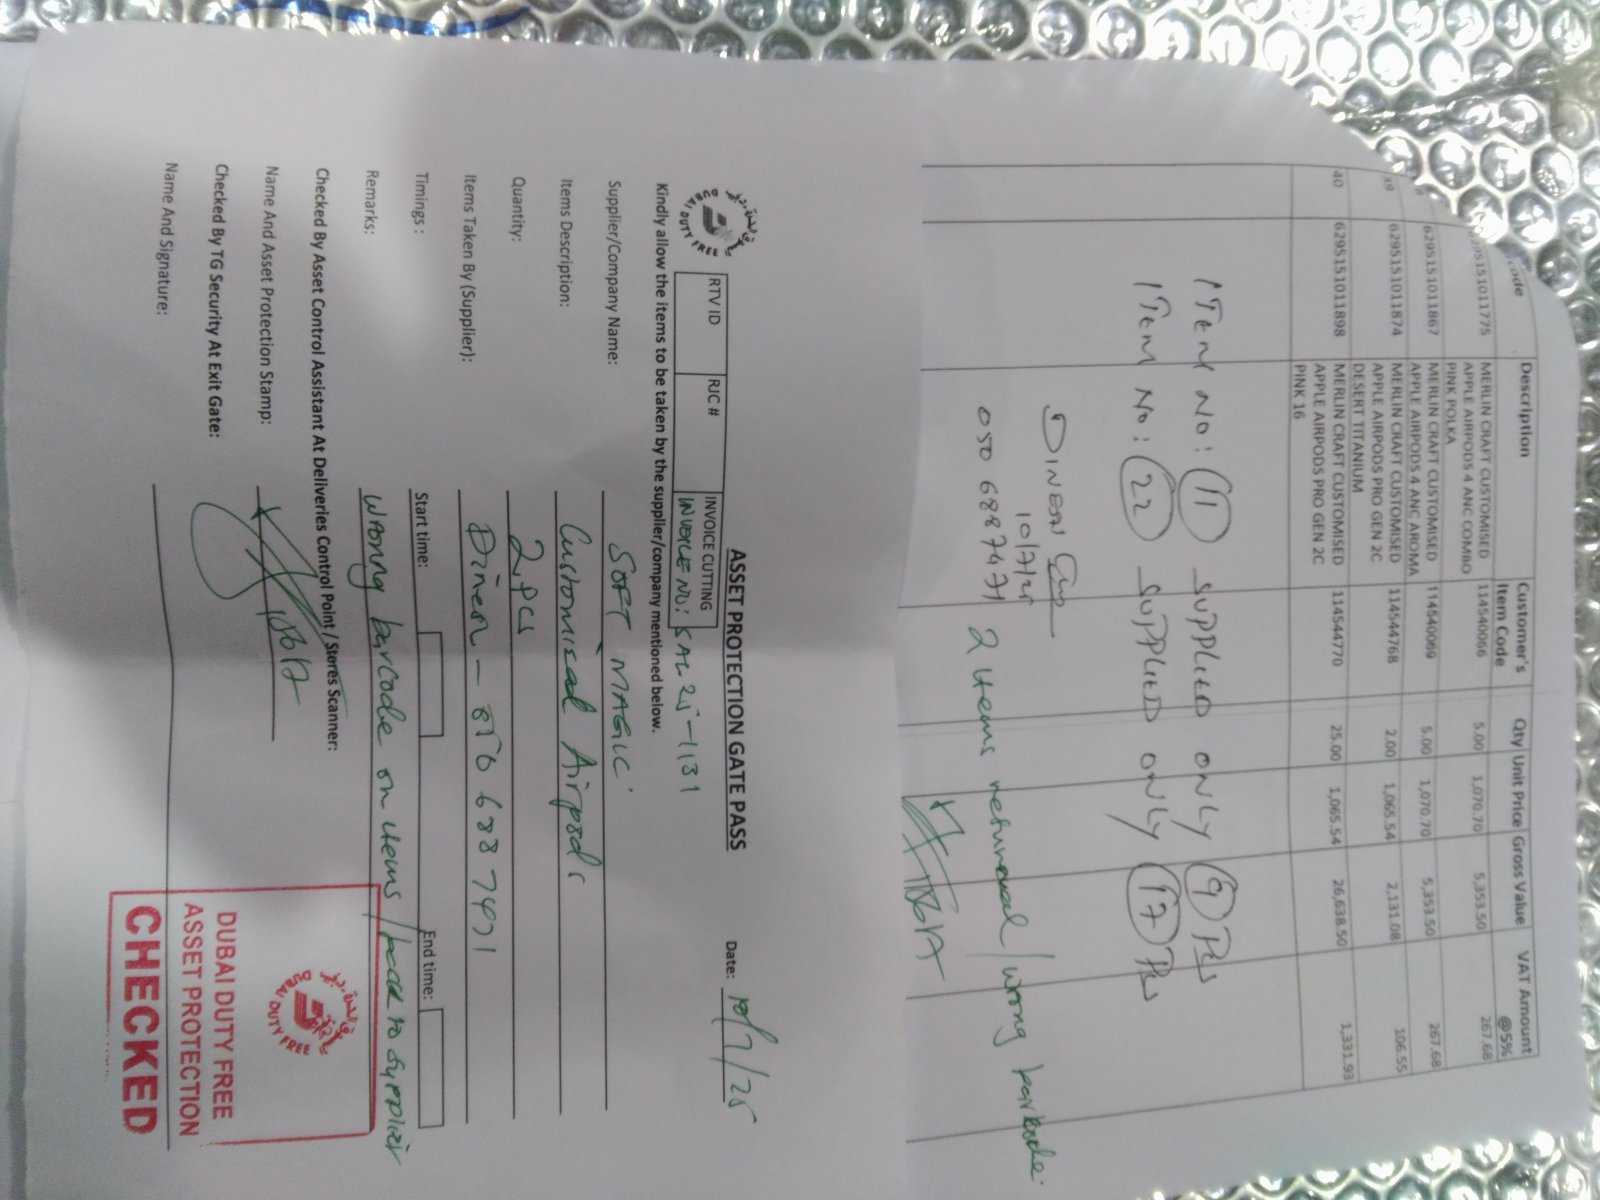 Description
Customer's Item Code
Qty
Unit Price
Gross Value
VAT Amount @5%
MERLIN CRAFT CUSTOMISED APPLE AIRPODS 4 ANC COMBO PINK POLKA 114540066 5.00 1,070.70 5,353.50 267.68
6295151011867 MERLIN CRAFT CUSTOMISED APPLE AIRPODS 4 ANC AROMA 114540069 5.00 1,070.70 5,353.50 267.68
39 6295151011874 MERLIN CRAFT CUSTOMISED APPLE AIRPODS PRO GEN 2C DESERT TITANIUM 114544768 2.00 1,065.54 2,131.08 106.55
40 6295151011898 MERLIN CRAFT CUSTOMISED APPLE AIRPODS PRO GEN 2C PINK 16 114544770 25.00 1,065.54 26,638.50 1,331.93
ITEM NO: 11 SUPPLIED ONLY 9 PCS
ITEM NO: 22 SUPPLIED ONLY 17 PCS
DINESH
10/7/25
050 6887471
2 items returned / wrong barkode.
DUBAI DUTY FREE
ASSET PROTECTION GATE PASS
Date: 10/7/25
RTV ID RJC # INVOICE CUTTING
INVOICE NO: SAL 25-1131
Kindly allow the items to be taken by the supplier/company mentioned below.
Supplier/Company Name: SOFT MAGIC.
Items Description: Customised Airpods
Quantity: 2 pcs
Items Taken By (Supplier): Dinesh - 050 6887471
Timings : Start time: End time:
Remarks: Wrong barcode on items / back to supplier
Checked By Asset Control Assistant At Deliveries Control Point / Stores Scanner:
Name And Asset Protection Stamp:
Checked By TG Security At Exit Gate:
Name And Signature:
DUBAI DUTY FREE
DUBAI DUTY FREE
ASSET PROTECTION
CHECKED